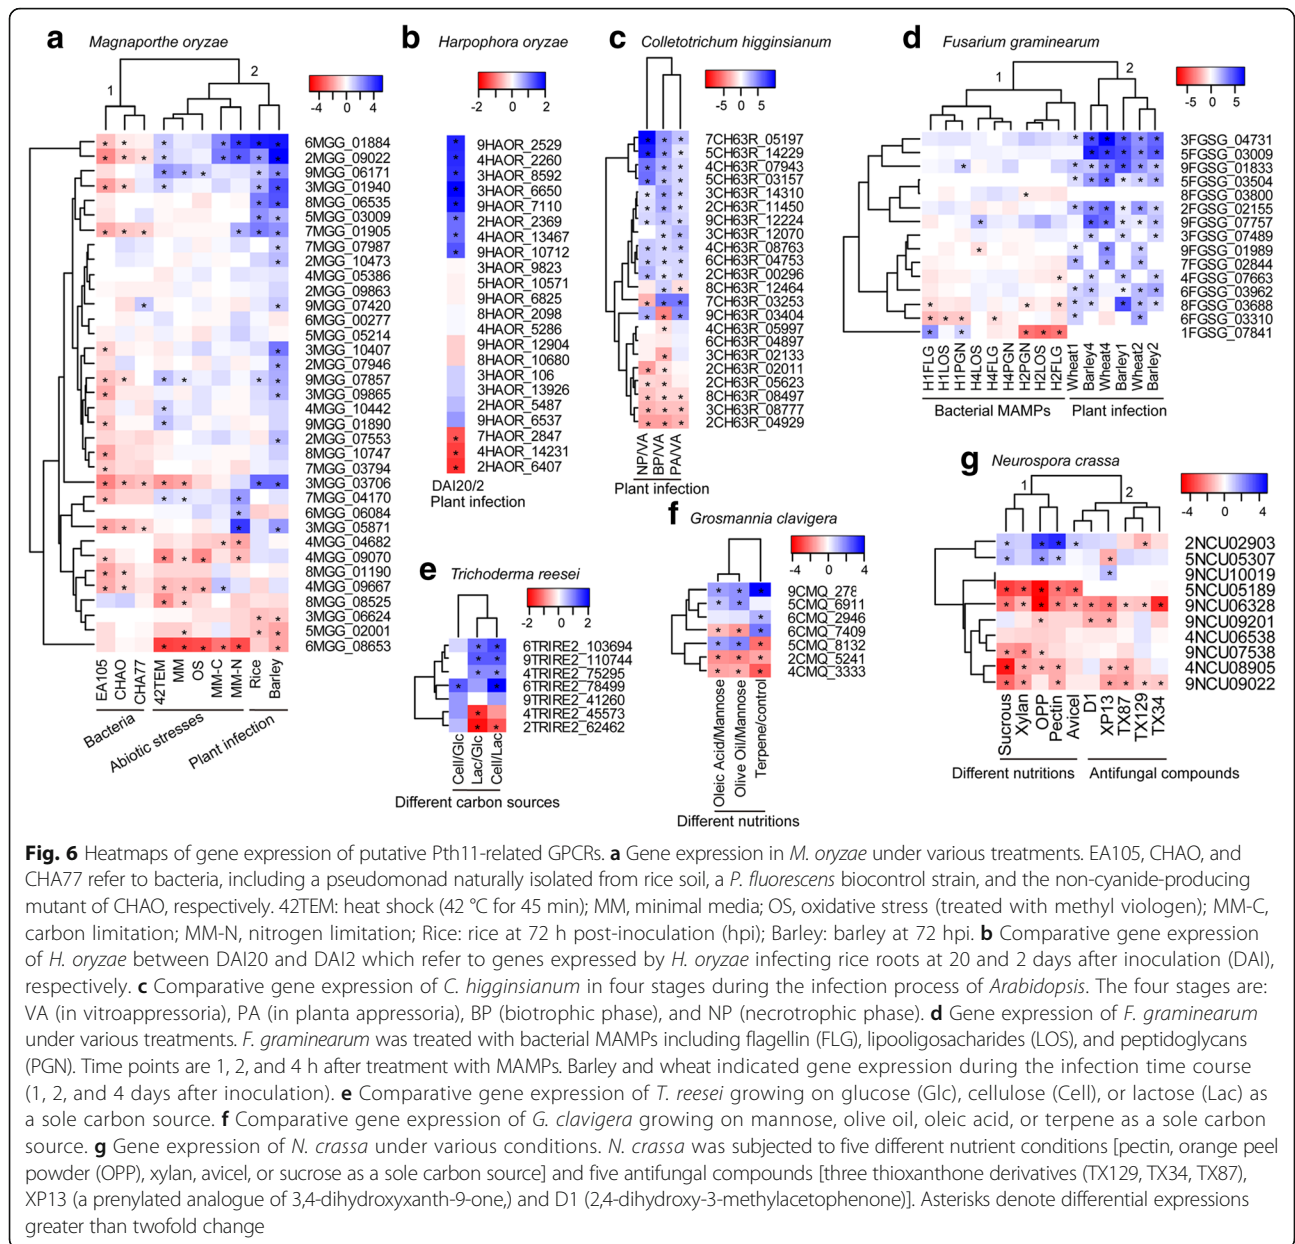 a
Magnaporthe oryzae
1
2
-4 0 4
6MGG_01884
2MGG_09022
9MGG_06171
3MGG_01940
8MGG_06535
5MGG_03009
7MGG_01905
7MGG_07987
2MGG_10473
4MGG_05386
2MGG_09863
9MGG_07420
6MGG_00277
5MGG_05214
3MGG_10407
2MGG_07946
9MGG_07857
3MGG_09865
4MGG_10442
9MGG_01890
2MGG_07553
8MGG_10747
7MGG_03794
3MGG_03706
7MGG_04170
6MGG_06084
3MGG_05871
4MGG_04682
4MGG_09070
8MGG_01190
4MGG_09667
8MGG_08525
3MGG_06624
5MGG_02001
6MGG_08653
EA105
CHAO
CHA77
42TEM
MM
OS
MM-C
MM-N
Rice
Barley
Bacteria
Abiotic stresses
Plant infection
b
Harpophora oryzae
-2 0 2
9HAOR_2529
4HAOR_2260
3HAOR_8592
3HAOR_6650
9HAOR_7110
2HAOR_2369
4HAOR_13467
9HAOR_10712
3HAOR_9823
5HAOR_10571
9HAOR_6825
8HAOR_2098
4HAOR_5286
9HAOR_12904
8HAOR_10680
3HAOR_106
3HAOR_13926
2HAOR_5487
9HAOR_6537
7HAOR_2847
4HAOR_14231
2HAOR_6407
DAI20/2
Plant infection
c
Colletotrichum higginsianum
-5 0 5
7CH63R_05197
5CH63R_14229
4CH63R_07943
5CH63R_03157
3CH63R_14310
2CH63R_11450
9CH63R_12224
3CH63R_12070
4CH63R_08763
6CH63R_04753
2CH63R_00296
8CH63R_12464
7CH63R_03253
9CH63R_03404
4CH63R_05997
6CH63R_04897
3CH63R_02133
2CH63R_02011
2CH63R_05623
8CH63R_08497
3CH63R_08777
2CH63R_04929
NP/VA
BP/VA
PA/VA
Plant infection
d
Fusarium graminearum
1
2
-5 0 5
3FGSG_04731
5FGSG_03009
9FGSG_01833
5FGSG_03504
8FGSG_03800
2FGSG_02155
9FGSG_07757
3FGSG_07489
9FGSG_01989
7FGSG_02844
4FGSG_07663
6FGSG_03962
8FGSG_03688
6FGSG_03310
1FGSG_07841
H1FLG
H1LOS
H1PGN
H4LOS
H4FLG
H4PGN
H2PGN
H2LOS
H2FLG
Wheat1
Barley4
Wheat4
Barley1
Wheat2
Barley2
Bacterial MAMPs
Plant infection
e
Trichoderma reesei
-2 0 2
6TRIRE2_103694
9TRIRE2_110744
4TRIRE2_75295
6TRIRE2_78499
9TRIRE2_41260
4TRIRE2_45573
2TRIRE2_62462
Cell/Glc
Lac/Glc
Cell/Lac
Different carbon sources
f
Grosmannia clavigera
-4 0 4
9CMQ_278
5CMQ_6911
6CMQ_2946
6CMQ_7409
5CMQ_8132
2CMQ_5241
4CMQ_3333
Oleic Acid/Mannose
Olive Oil/Mannose
Terpene/control
Different nutritions
g
Neurospora crassa
1
2
-4 0 4
2NCU02903
5NCU05307
9NCU10019
5NCU05189
9NCU06328
9NCU09201
4NCU06538
9NCU07538
4NCU08905
9NCU09022
Sucrous
Xylan
OPP
Pectin
Avicel
D1
XP13
TX87
TX129
TX34
Different nutritions
Antifungal compounds
Fig. 6 Heatmaps of gene expression of putative Pth11-related GPCRs. a Gene expression in M. oryzae under various treatments. EA105, CHAO, and
CHA77 refer to bacteria, including a pseudomonad naturally isolated from rice soil, a P. fluorescens biocontrol strain, and the non-cyanide-producing
mutant of CHAO, respectively. 42TEM: heat shock (42 °C for 45 min); MM, minimal media; OS, oxidative stress (treated with methyl viologen); MM-C,
carbon limitation; MM-N, nitrogen limitation; Rice: rice at 72 h post-inoculation (hpi); Barley: barley at 72 hpi. b Comparative gene expression
of H. oryzae between DAI20 and DAI2 which refer to genes expressed by H. oryzae infecting rice roots at 20 and 2 days after inoculation (DAI),
respectively. c Comparative gene expression of C. higginsianum in four stages during the infection process of Arabidopsis. The four stages are:
VA (in vitroappressoria), PA (in planta appressoria), BP (biotrophic phase), and NP (necrotrophic phase). d Gene expression of F. graminearum
under various treatments. F. graminearum was treated with bacterial MAMPs including flagellin (FLG), lipooligosacharides (LOS), and peptidoglycans
(PGN). Time points are 1, 2, and 4 h after treatment with MAMPs. Barley and wheat indicated gene expression during the infection time course
(1, 2, and 4 days after inoculation). e Comparative gene expression of T. reesei growing on glucose (Glc), cellulose (Cell), or lactose (Lac) as
a sole carbon source. f Comparative gene expression of G. clavigera growing on mannose, olive oil, oleic acid, or terpene as a sole carbon
source. g Gene expression of N. crassa under various conditions. N. crassa was subjected to five different nutrient conditions [pectin, orange peel
powder (OPP), xylan, avicel, or sucrose as a sole carbon source] and five antifungal compounds [three thioxanthone derivatives (TX129, TX34, TX87),
XP13 (a prenylated analogue of 3,4-dihydroxyxanth-9-one,) and D1 (2,4-dihydroxy-3-methylacetophenone)]. Asterisks denote differential expressions
greater than twofold change